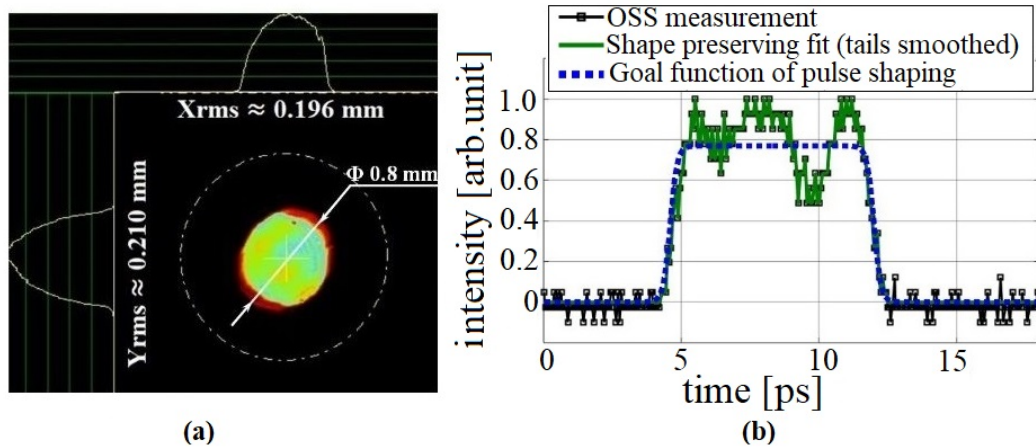 Xrms ≈ 0.196 mm
Yrms ≈ 0.210 mm
Φ 0.8 mm
(a)
OSS measurement
Shape preserving fit (tails smoothed)
Goal function of pulse shaping
intensity [arb.unit]
1.0
0.8
0.6
0.4
0.2
0
0 5 10 15
time [ps]
(b)